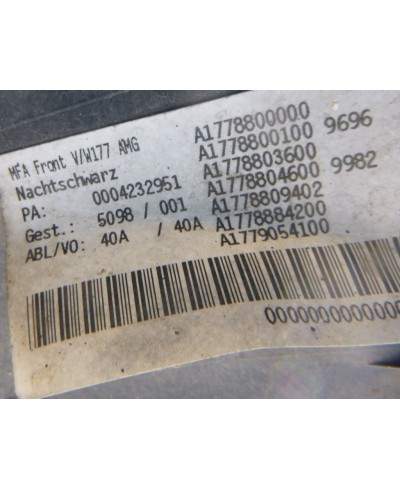 MFA Front V/W177 AMG
Nachtschwarz
PA: 0004232951
Gest.: 5098 / 001
ABL/VO: 40A / 40A
A1778800000
A1778800100 9696
A1778803600
A1778804600 9982
A1778809402
A1778884200
A1779054100